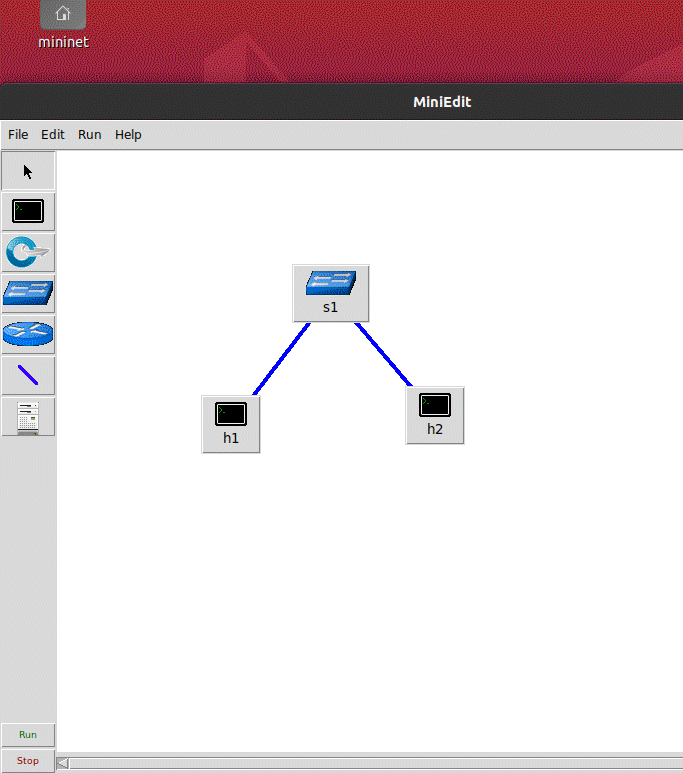 mininet
MiniEdit
File Edit Run Help
s1
h1
h2
Run
Stop